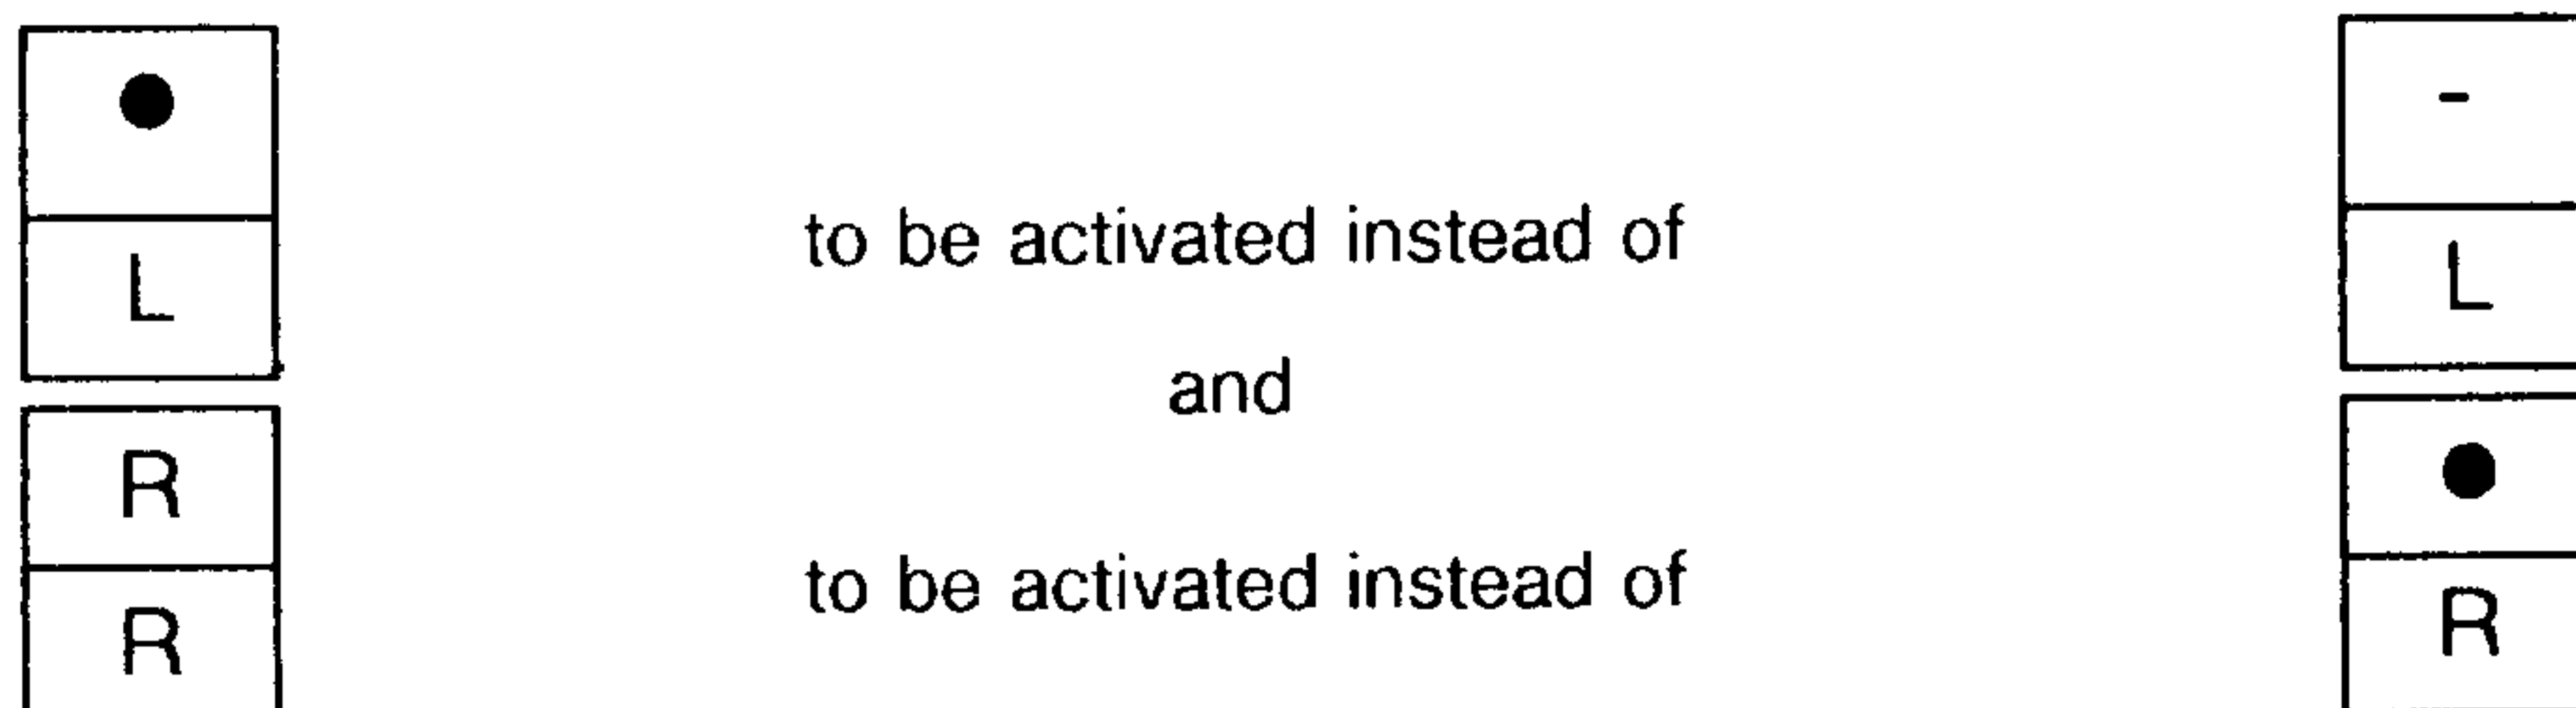 ● -
to be activated instead of
L L
and
R ●
to be activated instead of
R R